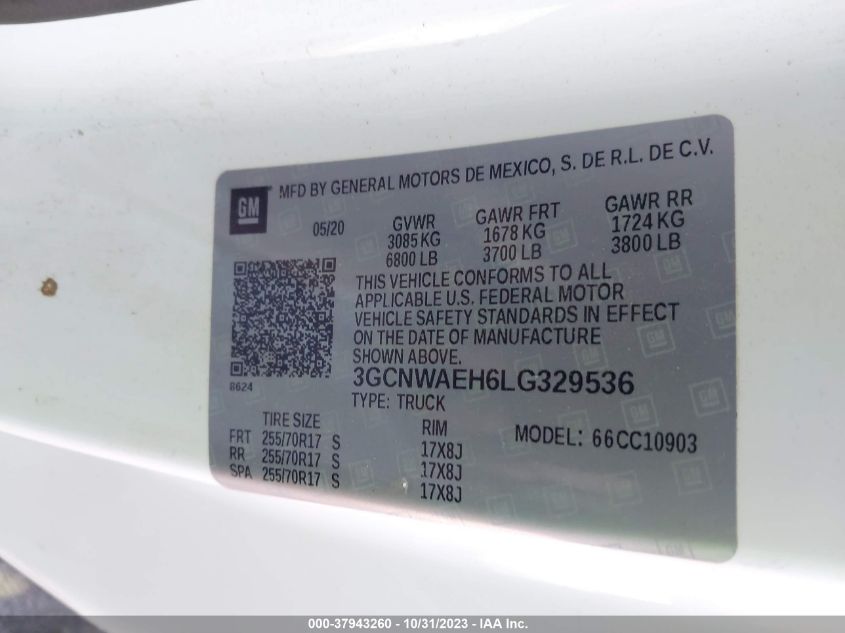 GM
MFD BY GENERAL MOTORS DE MEXICO, S. DE R.L. DE C.V.
05/20
GVWR
3085 KG
6800 LB
GAWR FRT
1678 KG
3700 LB
GAWR RR
1724 KG
3800 LB
THIS VEHICLE CONFORMS TO ALL
APPLICABLE U.S. FEDERAL MOTOR
VEHICLE SAFETY STANDARDS IN EFFECT
ON THE DATE OF MANUFACTURE
SHOWN ABOVE.
8624
3GCNWAEH6LG329536
TYPE: TRUCK
MODEL: 66CC10903
TIRE SIZE RIM
FRT 255/70R17 S 17X8J
RR 255/70R17 S 17X8J
SPA 255/70R17 S 17X8J
000-37943260 - 10/31/2023 - IAA Inc.